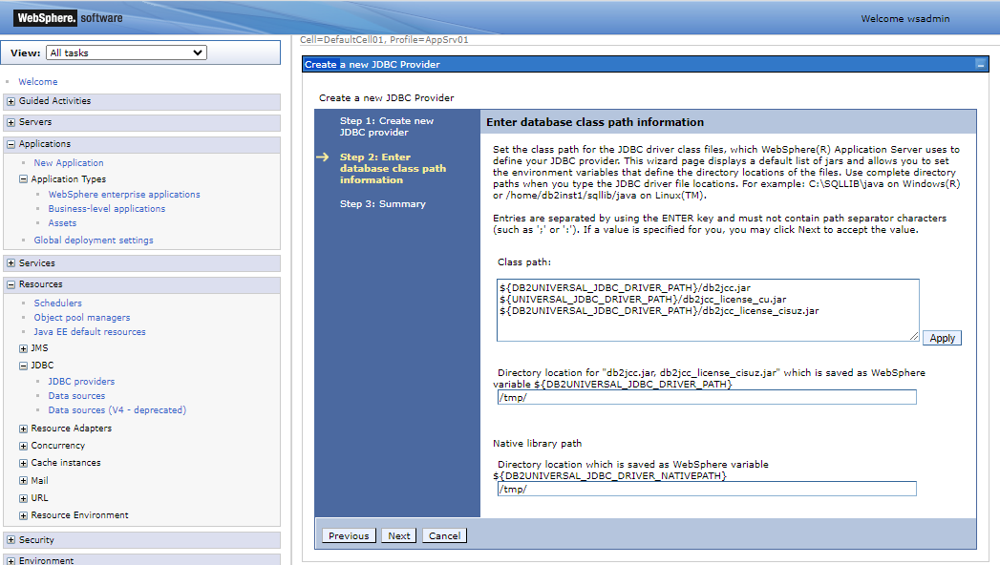 WebSphere. software
Welcome wsadmin
View: All tasks
Welcome
Guided Activities
Servers
Applications
New Application
Application Types
WebSphere enterprise applications
Business-level applications
Assets
Global deployment settings
Services
Resources
Schedulers
Object pool managers
Java EE default resources
JMS
JDBC
JDBC providers
Data sources
Data sources (V4 - deprecated)
Resource Adapters
Concurrency
Cache instances
Mail
URL
Resource Environment
Security
Environment
Cell=DefaultCell01, Profile=AppSrv01
Create a new JDBC Provider
Create a new JDBC Provider
Step 1: Create new
JDBC provider
Step 2: Enter
database class path
information
Step 3: Summary
Enter database class path information
Set the class path for the JDBC driver class files, which WebSphere(R) Application Server uses to
define your JDBC provider. This wizard page displays a default list of jars and allows you to set
the environment variables that define the directory locations of the files. Use complete directory
paths when you type the JDBC driver file locations. For example: C:\SQLLIB\java on Windows(R)
or /home/db2inst1/sqllib/java on Linux(TM).
Entries are separated by using the ENTER key and must not contain path separator characters
(such as ';' or ':'). If a value is specified for you, you may click Next to accept the value.
Class path:
${DB2UNIVERSAL_JDBC_DRIVER_PATH}/db2jcc.jar
${UNIVERSAL_JDBC_DRIVER_PATH}/db2jcc_license_cu.jar
${DB2UNIVERSAL_JDBC_DRIVER_PATH}/db2jcc_license_cisuz.jar
Apply
Directory location for "db2jcc.jar, db2jcc_license_cisuz.jar" which is saved as WebSphere
variable ${DB2UNIVERSAL_JDBC_DRIVER_PATH}
/tmp/
Native library path
Directory location which is saved as WebSphere variable
${DB2UNIVERSAL_JDBC_DRIVER_NATIVEPATH}
/tmp/
Previous Next Cancel